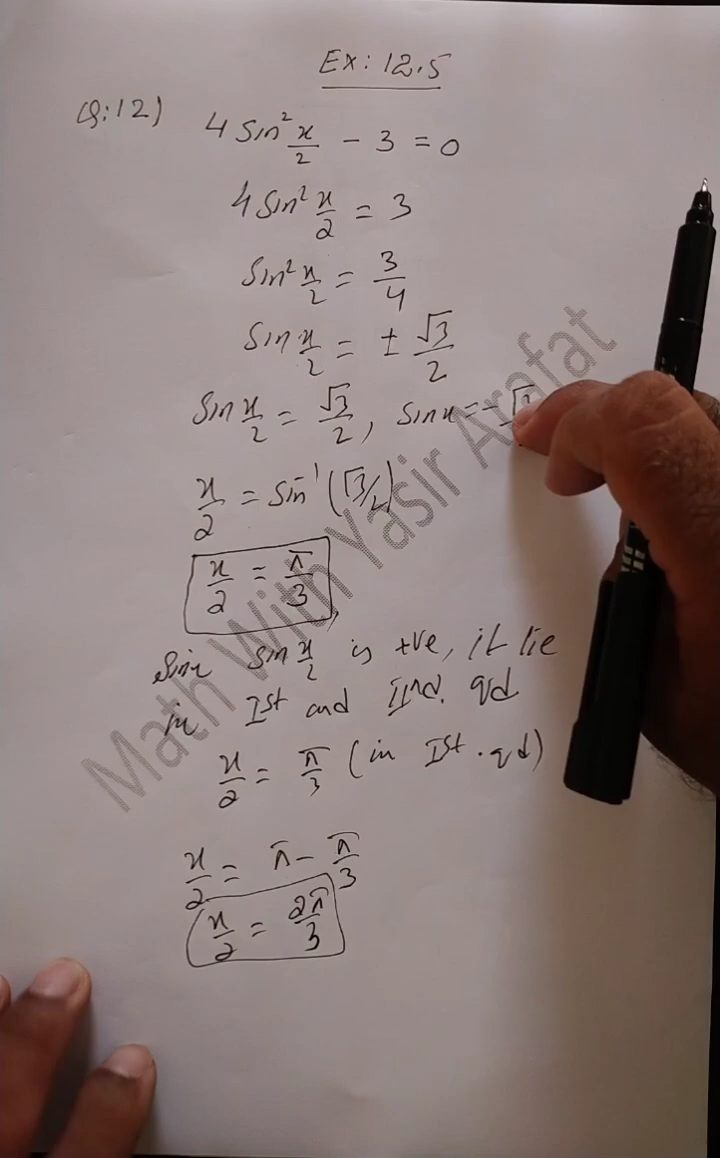 Ex: 12.5
Q:12) 4 Sin² x/2 - 3 = 0
4 Sin² x/2 = 3
Sin² x/2 = 3/4
Sin x/2 = ± √3/2
Sin x/2 = √3/2, Sin x = -
x/2 = Sin⁻¹ (√3/2)
x/2 = π/3,
Sin x/2 is +ve, it lie
in Ist and IInd. qd
x/2 = π/3 (in Ist. qd)
x/2 = π - π/3
x/2 = 2π/3
Math With Yasir Arafat